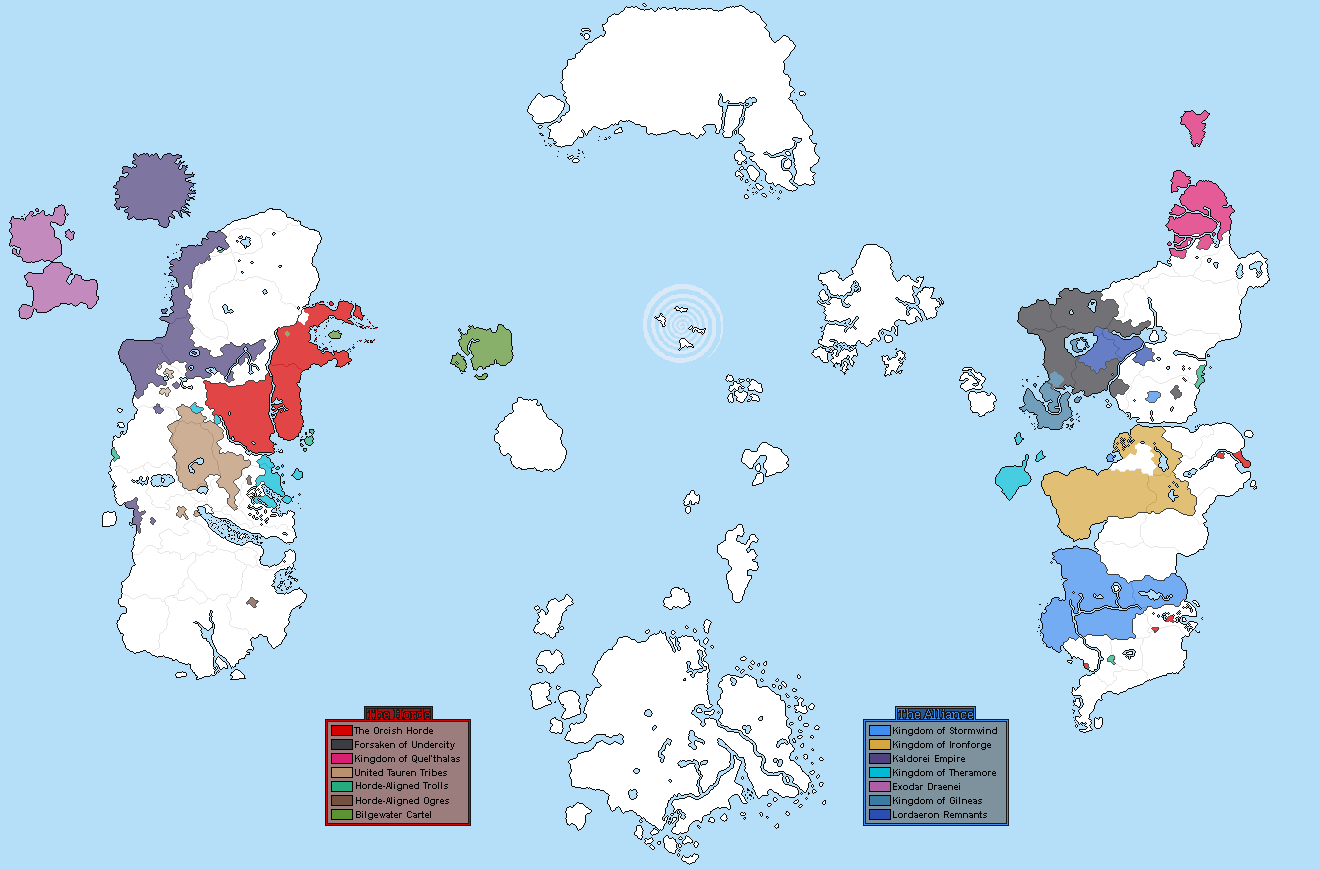 The Horde
The Orcish Horde
Forsaken of Undercity
Kingdom of Quel'thalas
United Tauren Tribes
Horde-Aligned Trolls
Horde-Aligned Ogres
Bilgewater Cartel
The Alliance
Kingdom of Stormwind
Kingdom of Ironforge
Kaldorei Empire
Kingdom of Theramore
Exodar Draenei
Kingdom of Gilneas
Lordaeron Remnants